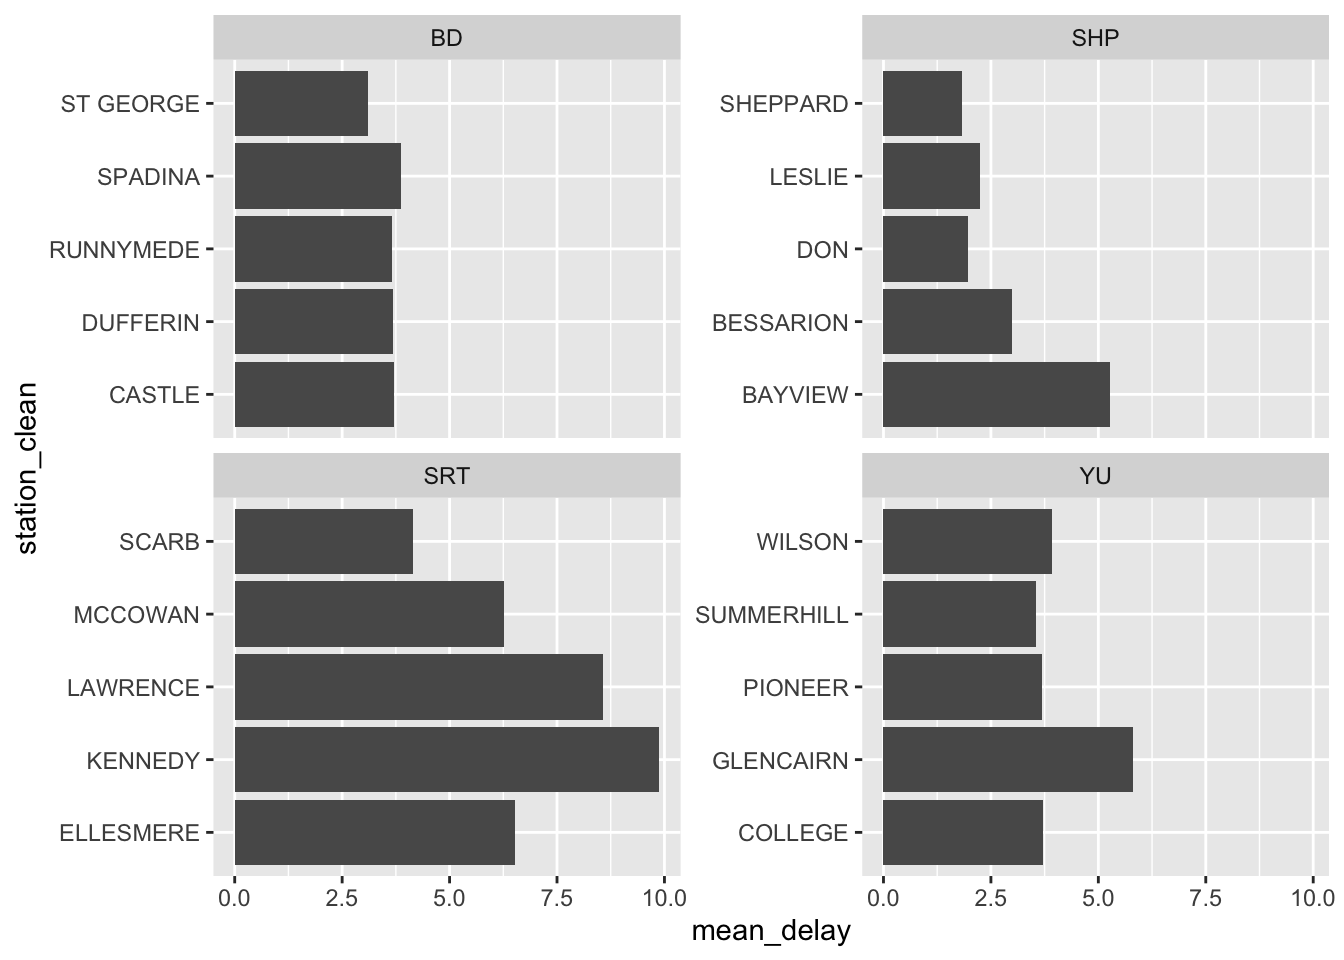 BD
SHP
ST GEORGE
SPADINA
RUNNYMEDE
DUFFERIN
CASTLE
SHEPPARD
LESLIE
DON
BESSARION
BAYVIEW
station_clean
SRT
YU
SCARB
MCCOWAN
LAWRENCE
KENNEDY
ELLESMERE
WILSON
SUMMERHILL
PIONEER
GLENCAIRN
COLLEGE
0.0 2.5 5.0 7.5 10.0
0.0 2.5 5.0 7.5 10.0
mean_delay